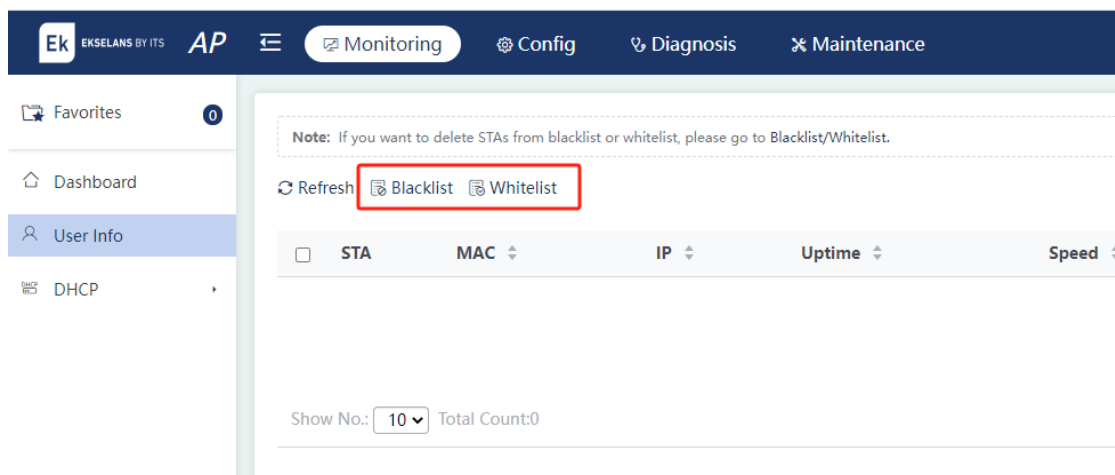 Ek EKSELANS BY ITS AP Monitoring Config Diagnosis Maintenance
Favorites 0
Note: If you want to delete STAs from blacklist or whitelist, please go to Blacklist/Whitelist.
Dashboard
Refresh Blacklist Whitelist
User Info
STA MAC IP Uptime Speed
DHCP DHCP
Show No.: 10 Total Count:0